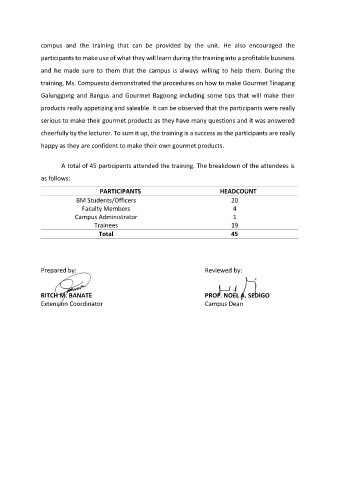 campus and the training that can be provided by the unit. He also encouraged the
participants to make use of what they will learn during the training into a profitable business
and he made sure to them that the campus is always willing to help them. During the
training, Ms. Compuesto demonstrated the procedures on how to make Gourmet Tinapang
Galunggong and Bangus and Gourmet Bagoong including some tips that will make their
products really appetizing and saleable. It can be observed that the participants were really
serious to make their gourmet products as they have many questions and it was answered
cheerfully by the lecturer. To sum it up, the training is a success as the participants are really
happy as they are confident to make their own gourmet products.
A total of 45 participants attended the training. The breakdown of the attendees is
as follows:
PARTICIPANTS HEADCOUNT
BM Students/Officers 20
Faculty Members 4
Campus Administrator 1
Trainees 19
Total 45
Prepared by: Reviewed by:
RITCH M. BANATE PROF. NOEL A. SEDIGO
Extension Coordinator Campus Dean